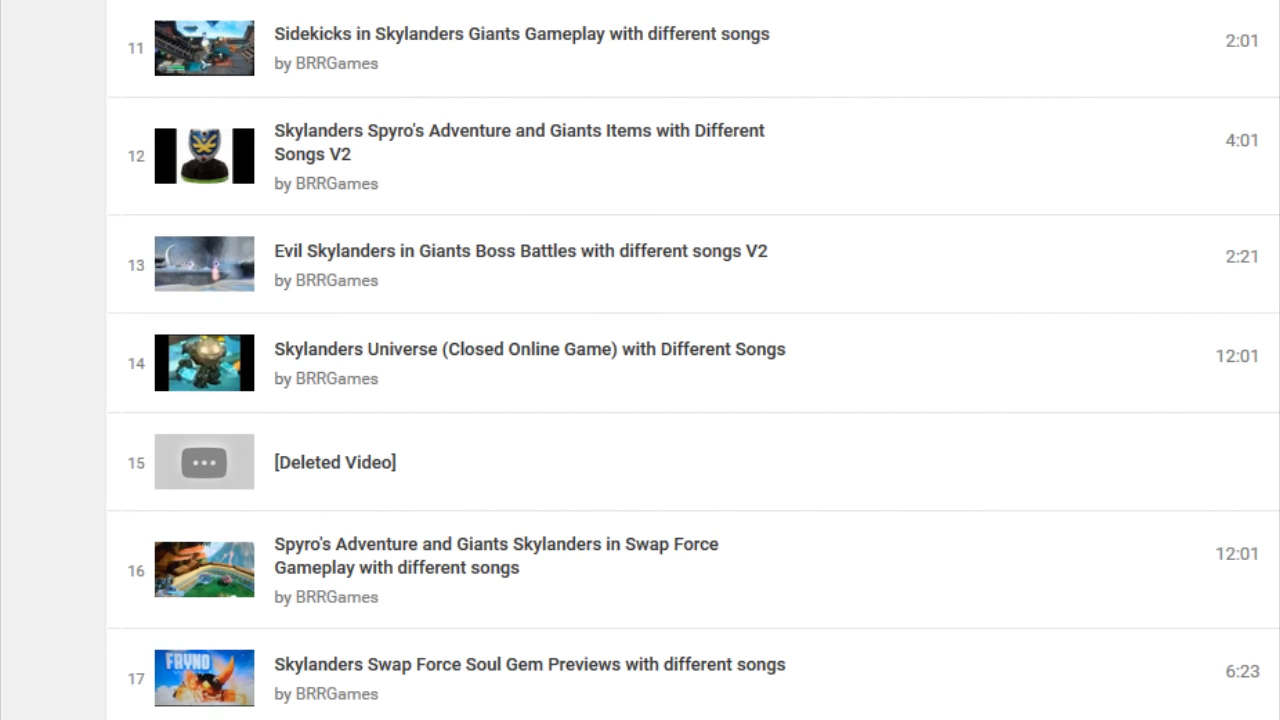 11
Sidekicks in Skylanders Giants Gameplay with different songs
2:01
by BRRGames
12
Skylanders Spyro's Adventure and Giants Items with Different
Songs V2
4:01
by BRRGames
13
Evil Skylanders in Giants Boss Battles with different songs V2
2:21
by BRRGames
14
Skylanders Universe (Closed Online Game) with Different Songs
12:01
by BRRGames
15
[Deleted Video]
16
Spyro's Adventure and Giants Skylanders in Swap Force
Gameplay with different songs
12:01
by BRRGames
17
FRYNO
Skylanders Swap Force Soul Gem Previews with different songs
6:23
by BRRGames